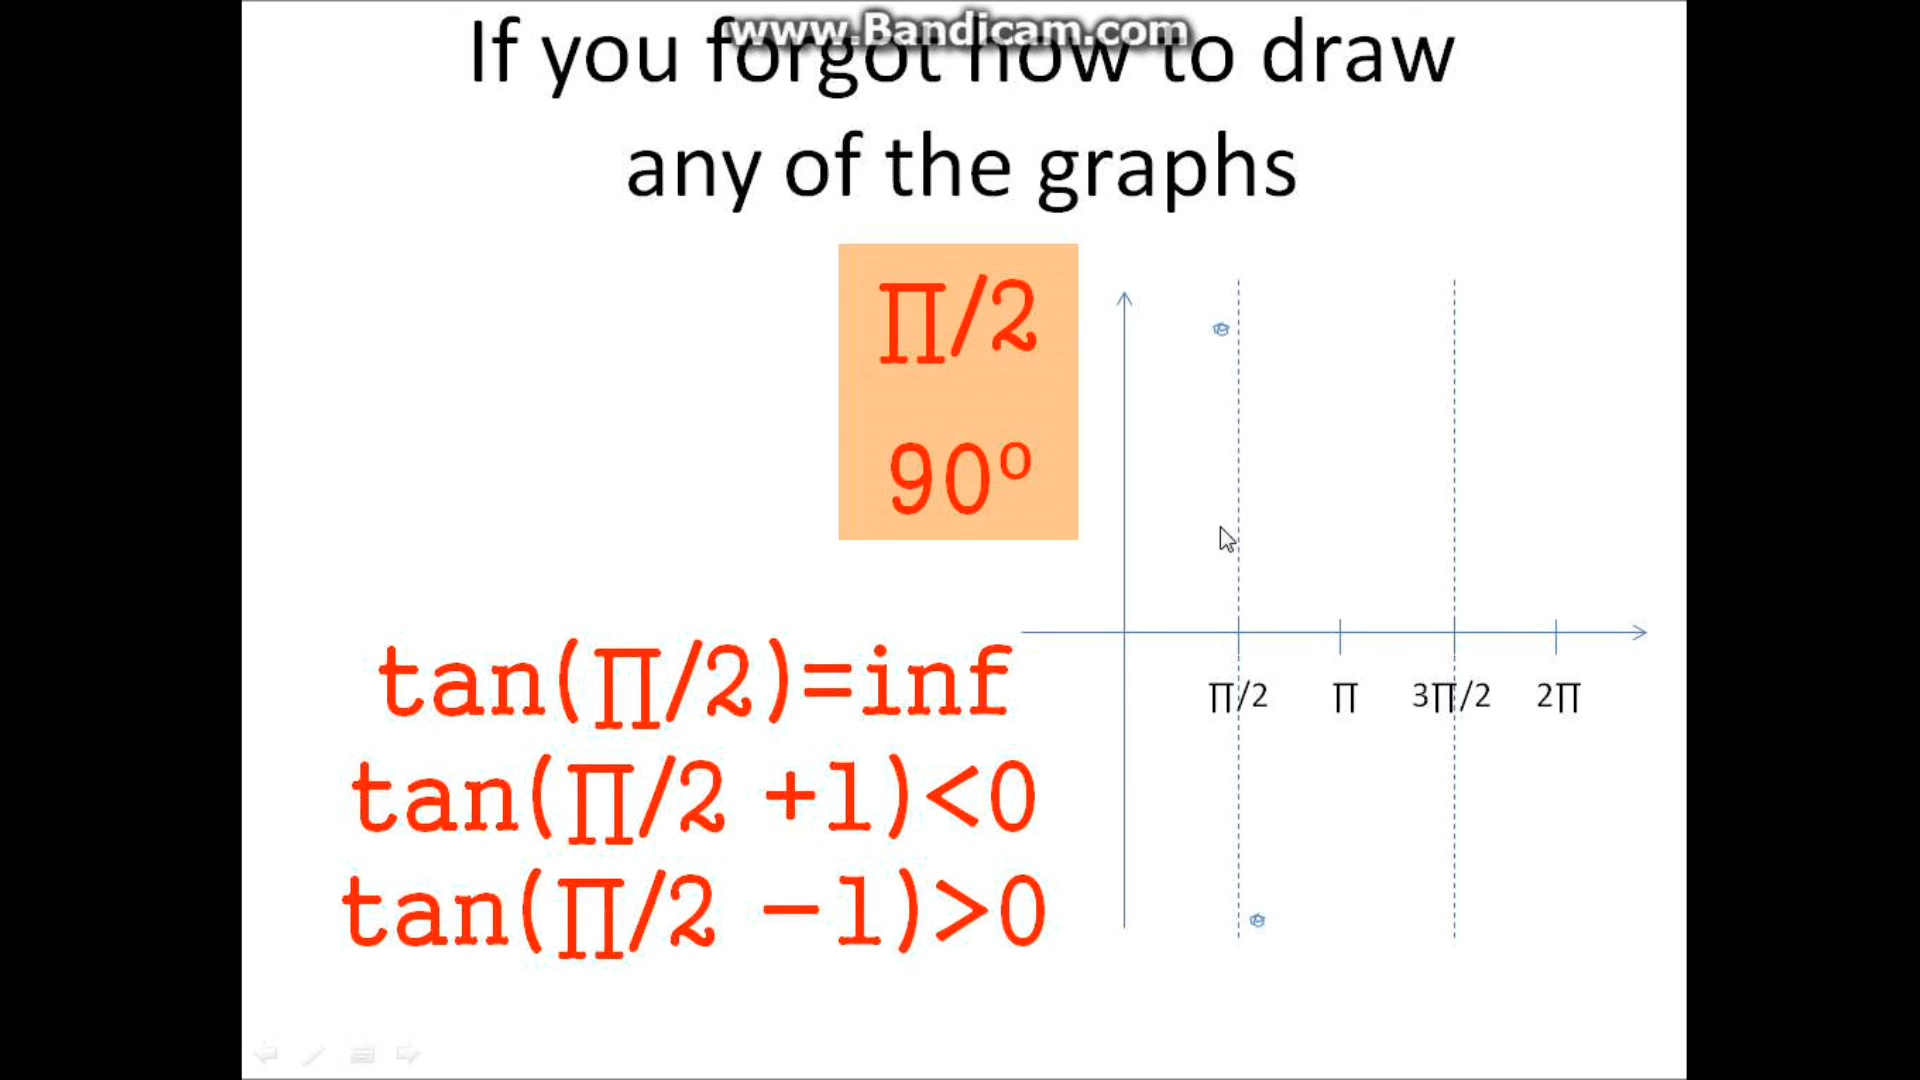 www.Bandicam.com
If you forgot how to draw
any of the graphs
∏/2
90º
tan(∏/2)=inf
tan(∏/2 +1)<0
tan(∏/2 −1)>0
∏/2 ∏ 3∏/2 2∏